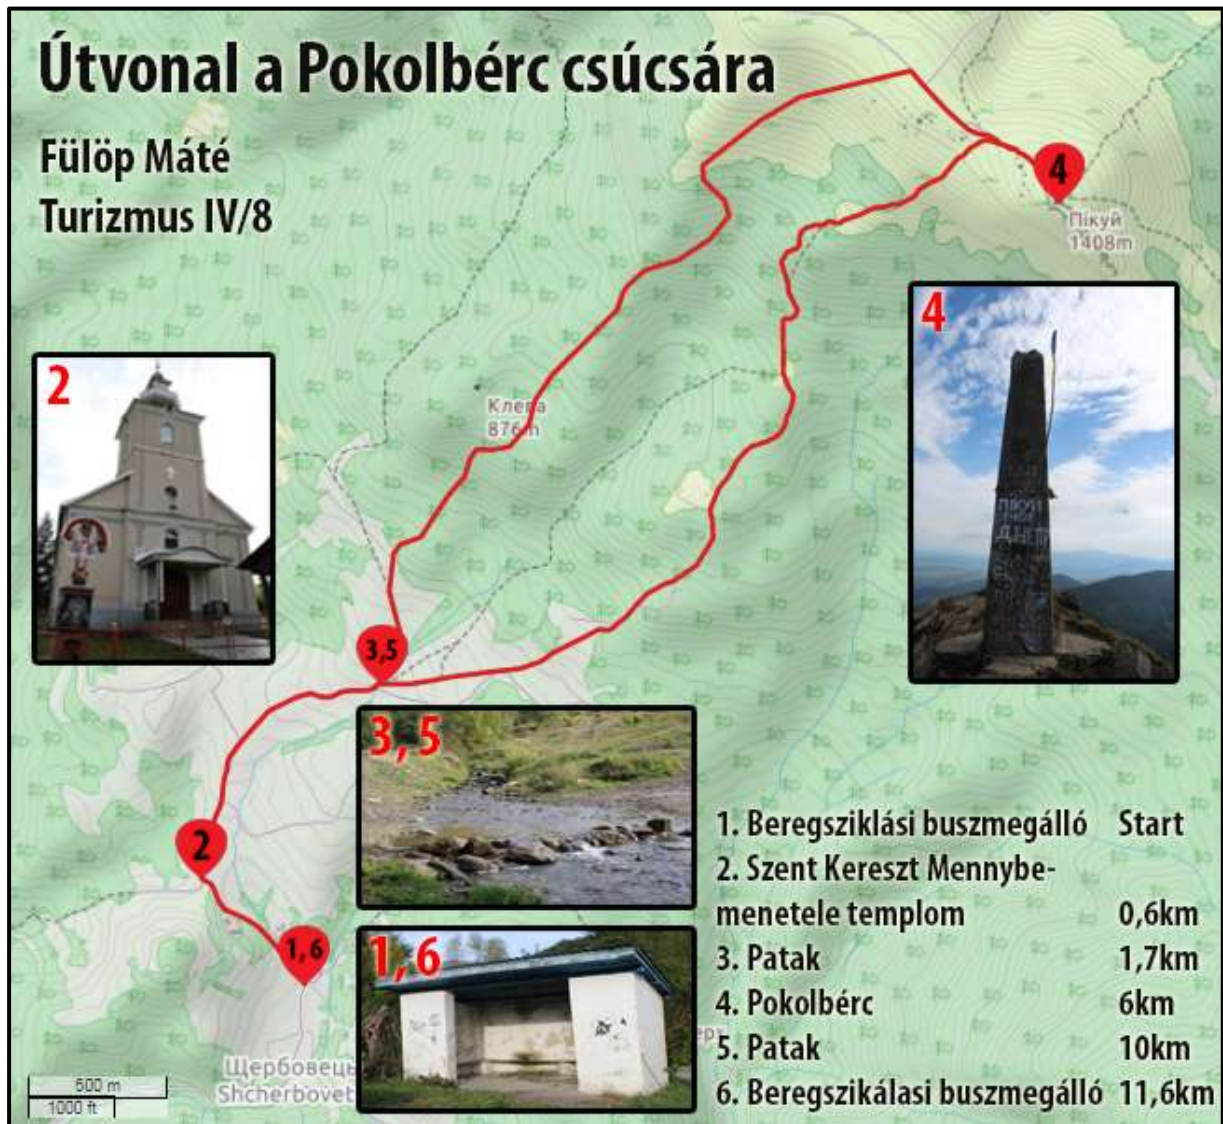 Útvonal a Pokolbérc csúcsára
Fülöp Máté
Turizmus IV/8
4
Пікуй
1408m
4
2
Клева
876m
3,5
3, 5
2
1, 6
1, 6
Щербовець
Shcherbovet
1. Beregsziklási buszmegálló Start
2. Szent Kereszt Mennybe-
menetele templom 0,6km
3. Patak 1,7km
4. Pokolbérc 6km
5. Patak 10km
6. Beregszikálasi buszmegálló 11,6km
500 m
1000 ft